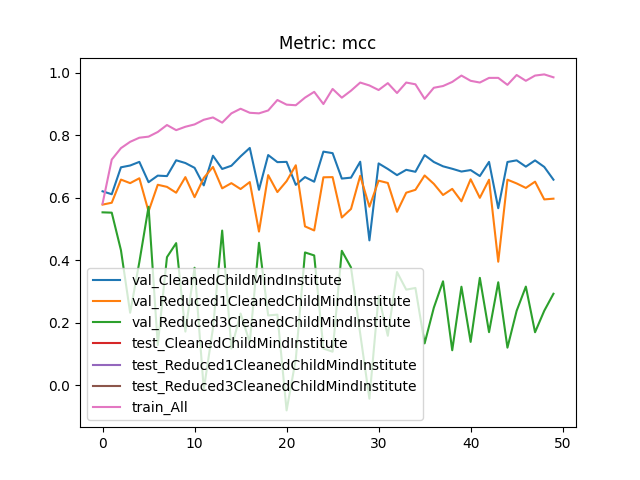 Metric: mcc
1.0
0.8
0.6
0.4
0.2
0.0
val_CleanedChildMindInstitute
val_Reduced1CleanedChildMindInstitute
val_Reduced3CleanedChildMindInstitute
test_CleanedChildMindInstitute
test_Reduced1CleanedChildMindInstitute
test_Reduced3CleanedChildMindInstitute
train_All
0 10 20 30 40 50